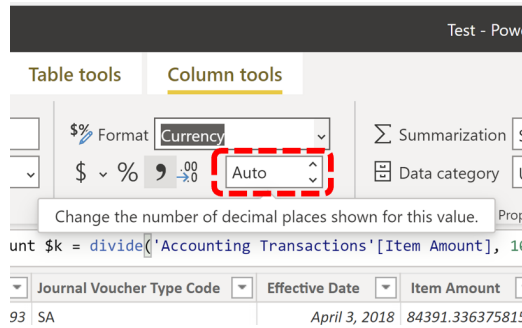 Test - Pow
Table tools Column tools
$% Format Currency Σ Summarization
$ % , .00 →.0 Auto Data category
Change the number of decimal places shown for this value.
unt $k = divide('Accounting Transactions'[Item Amount], 10
Journal Voucher Type Code Effective Date Item Amount
93 SA April 3, 2018 84391.33637581